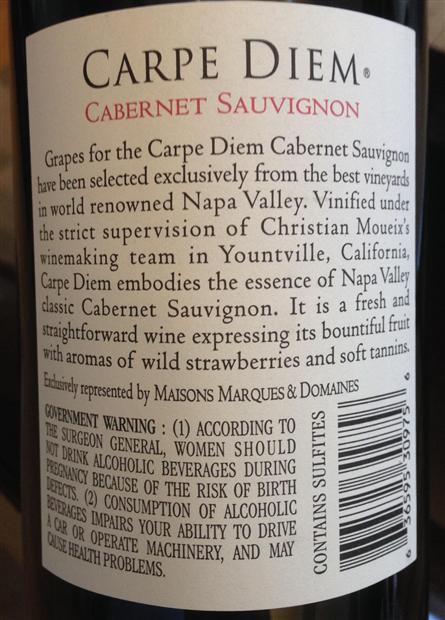 CARPE DIEM®
CABERNET SAUVIGNON
Grapes for the Carpe Diem Cabernet Sauvignon
have been selected exclusively from the best vineyards
in world renowned Napa Valley. Vinified under
the strict supervision of Christian Moueix's
winemaking team in Yountville, California,
Carpe Diem embodies the essence of Napa Valley
classic Cabernet Sauvignon. It is a fresh and
straightforward wine expressing its bountiful fruit
with aromas of wild strawberries and soft tannins.
Exclusively represented by MAISONS MARQUES & DOMAINES
GOVERNMENT WARNING : (1) ACCORDING TO
THE SURGEON GENERAL, WOMEN SHOULD
NOT DRINK ALCOHOLIC BEVERAGES DURING
PREGNANCY BECAUSE OF THE RISK OF BIRTH
DEFECTS. (2) CONSUMPTION OF ALCOHOLIC
BEVERAGES IMPAIRS YOUR ABILITY TO DRIVE
A CAR OR OPERATE MACHINERY, AND MAY
CAUSE HEALTH PROBLEMS.
CONTAINS SULFITES
6 36595 30975 6